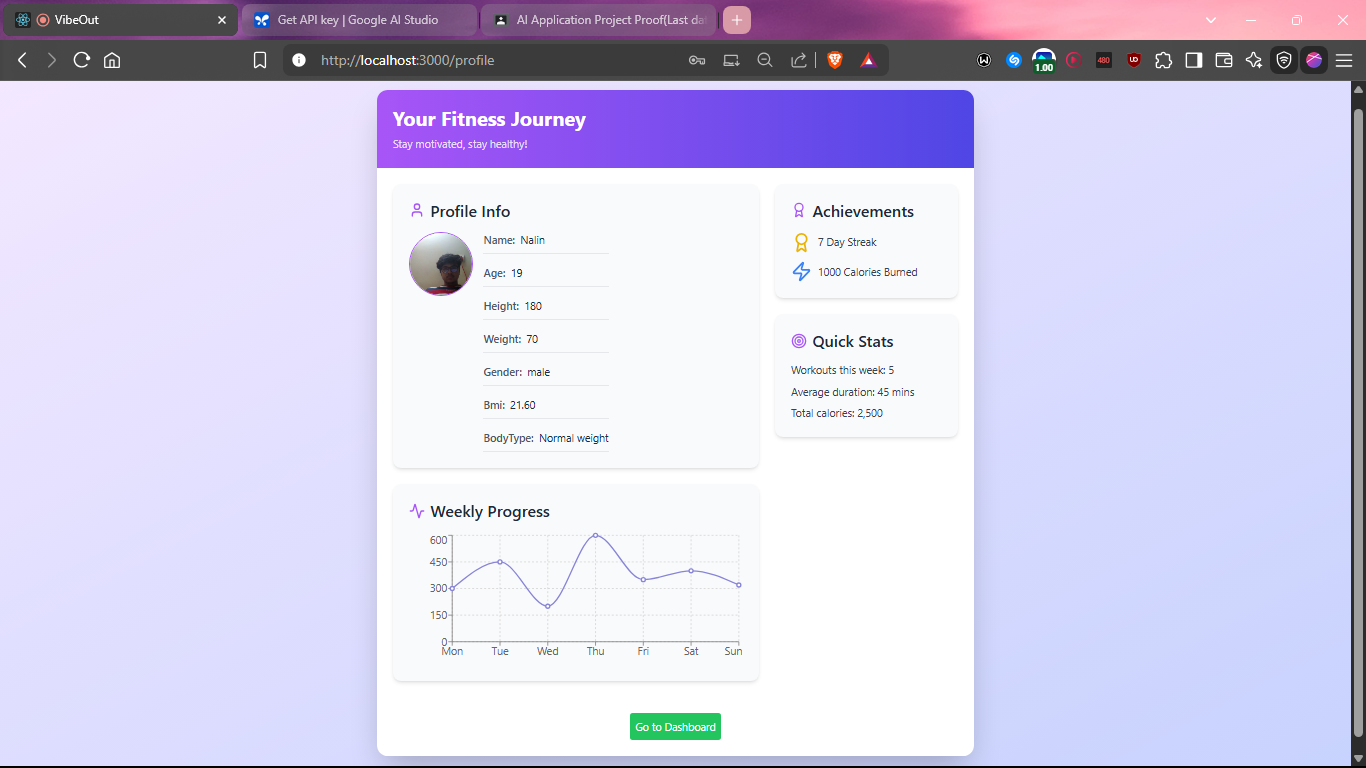 VibeOut
Get API key | Google AI Studio
AI Application Project Proof(Last dat
http://localhost:3000/profile
1.00
480
Your Fitness Journey
Stay motivated, stay healthy!
Profile Info
Name: Nalin
Age: 19
Height: 180
Weight: 70
Gender: male
Bmi: 21.60
BodyType: Normal weight
Achievements
7 Day Streak
1000 Calories Burned
Quick Stats
Workouts this week: 5
Average duration: 45 mins
Total calories: 2,500
Weekly Progress
600
450
300
150
0
Mon Tue Wed Thu Fri Sat Sun
Go to Dashboard